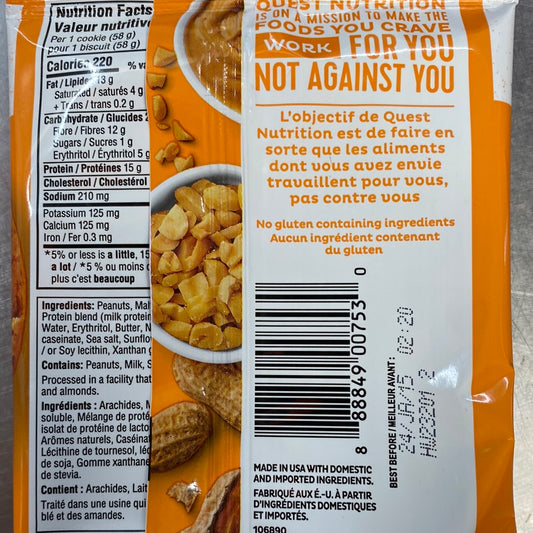 Nutrition Facts
Valeur nutritive
Per 1 cookie (58 g)
pour 1 biscuit (58 g)
Calories 220
Fat / Lipides 13 g
Saturated / saturés 4 g
+ Trans / trans 0.2 g
Carbohydrate / Glucides
Fibre / Fibres 12 g
Sugars / Sucres 1 g
Erythritol / Érythritol 5 g
Protein / Protéines 15 g
Cholesterol / Cholestérol
Sodium 210 mg
Potassium 125 mg
Calcium 125 mg
Iron / Fer 0.3 mg
*5% or less is a little, 15
a lot / *5 % ou moins
plus c'est beaucoup
Ingredients: Peanuts,
Protein blend (milk protein
Water, Erythritol, Butter,
caseinate, Sea salt,
/ or Soy lecithin, Xanthan
Contains: Peanuts, Milk,
Processed in a facility that
and almonds.
Ingrédients : Arachides,
soluble, Mélange de
isolat de protéine de
Arômes naturels,
Lécithine de tournesol,
de soja, Gomme xanthane
de stevia.
Contient : Arachides, Lait
Traité dans une usine qui
blé et des amandes.
QUEST NUTRITION
IS ON A MISSION TO MAKE THE
FOODS YOU CRAVE
WORK FOR YOU
NOT AGAINST YOU
L'objectif de Quest
Nutrition est de faire en
sorte que les aliments
dont vous avez envie
travaillent pour vous,
pas contre vous
No gluten containing ingredients
Aucun ingrédient contenant
du gluten
8 88849 00753 0
BEST BEFORE / MEILLEUR AVANT :
24/JA/15 02:20
HU23201 2
MADE IN USA WITH DOMESTIC
AND IMPORTED INGREDIENTS.
FABRIQUÉ AUX É.-U. À PARTIR
D'INGRÉDIENTS DOMESTIQUES
ET IMPORTÉS.
106890